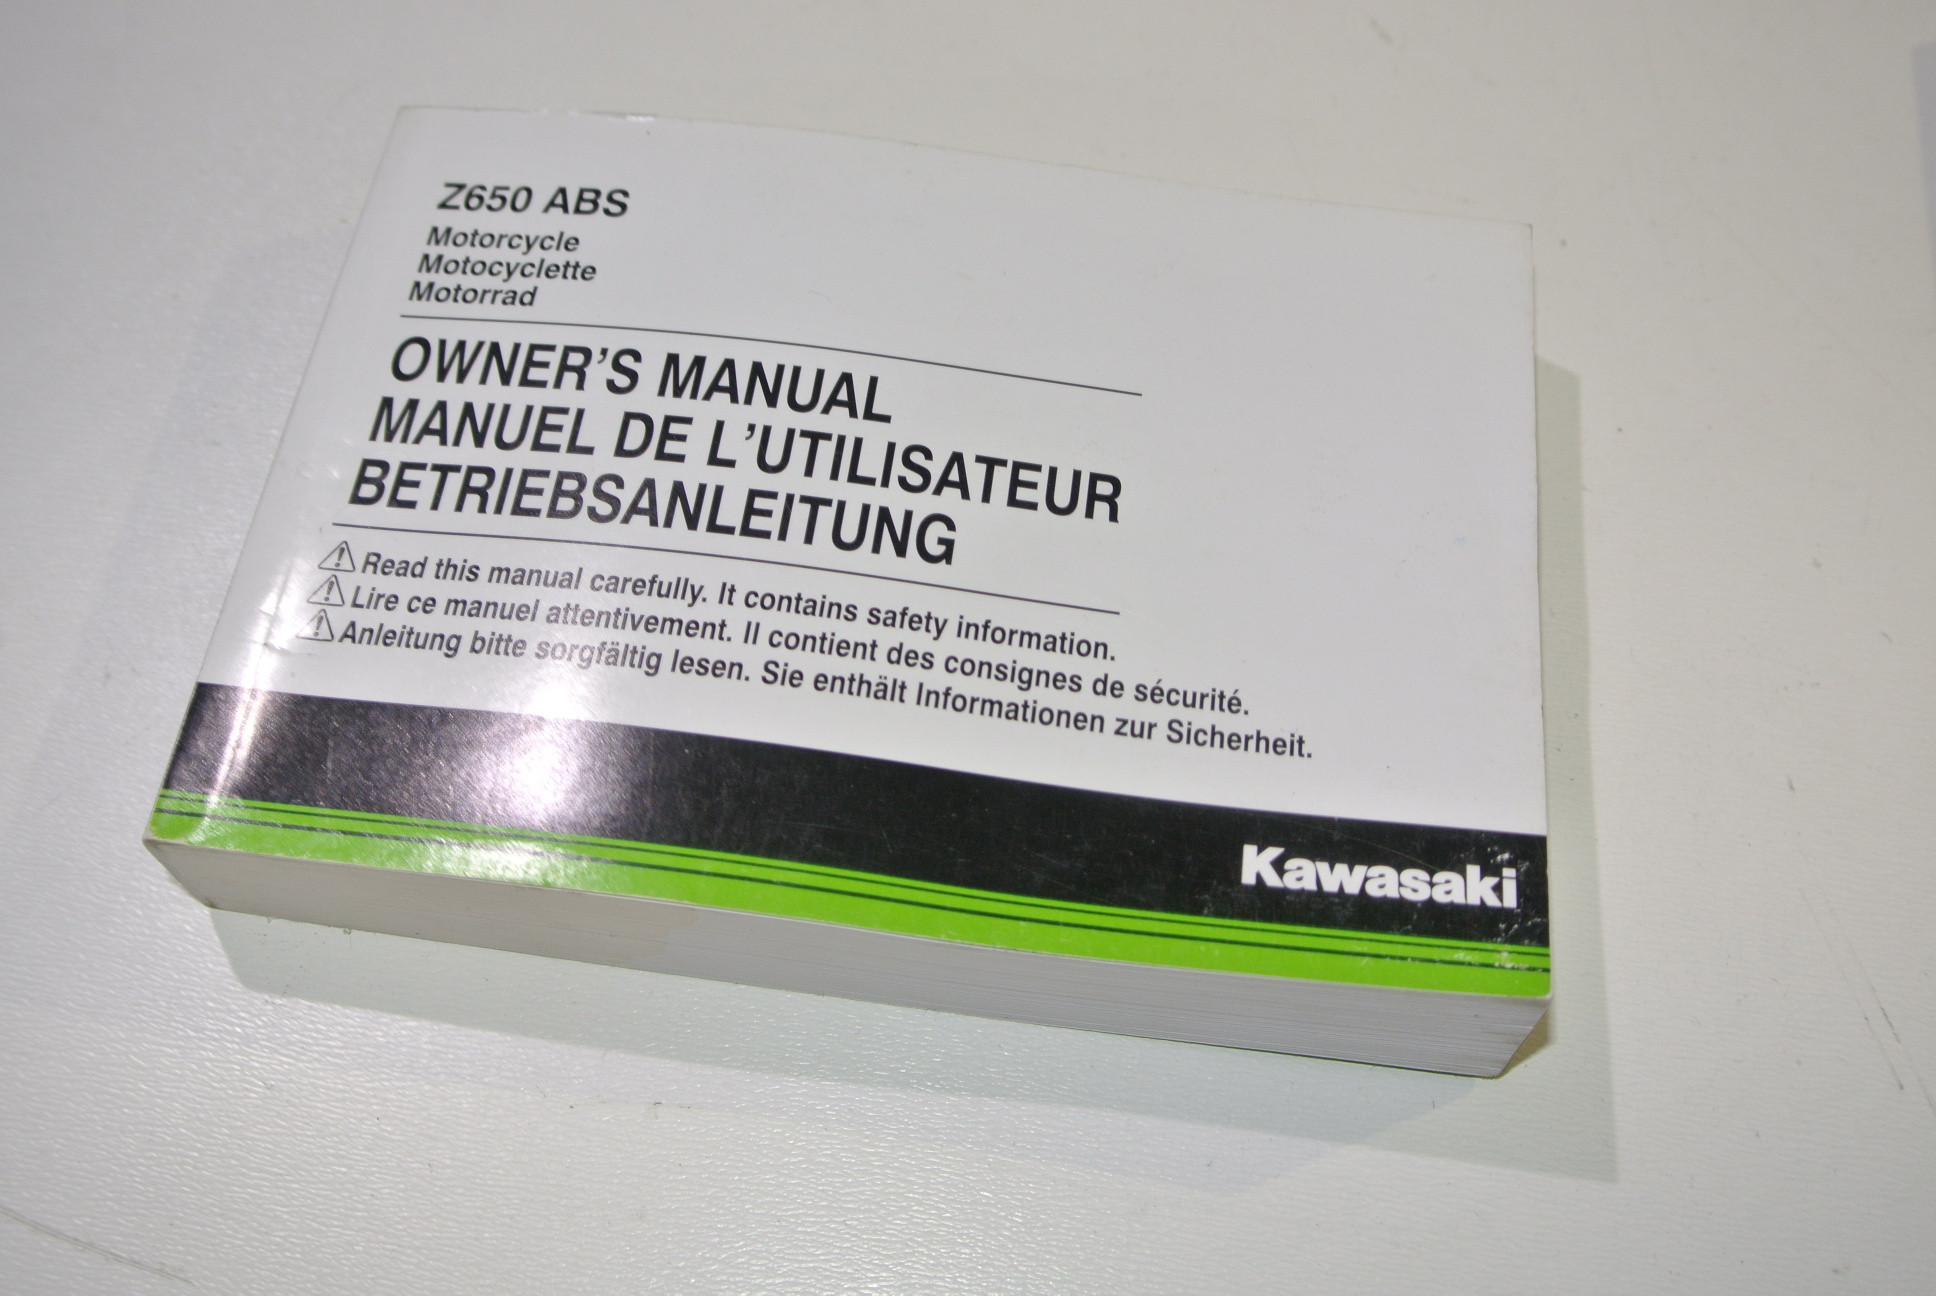 Z650 ABS
Motorcycle
Motocyclette
Motorrad
OWNER'S MANUAL
MANUEL DE L'UTILISATEUR
BETRIEBSANLEITUNG
Read this manual carefully. It contains safety information.
Lire ce manuel attentivement. Il contient des consignes de sécurité.
Anleitung bitte sorgfältig lesen. Sie enthält Informationen zur Sicherheit.
Kawasaki